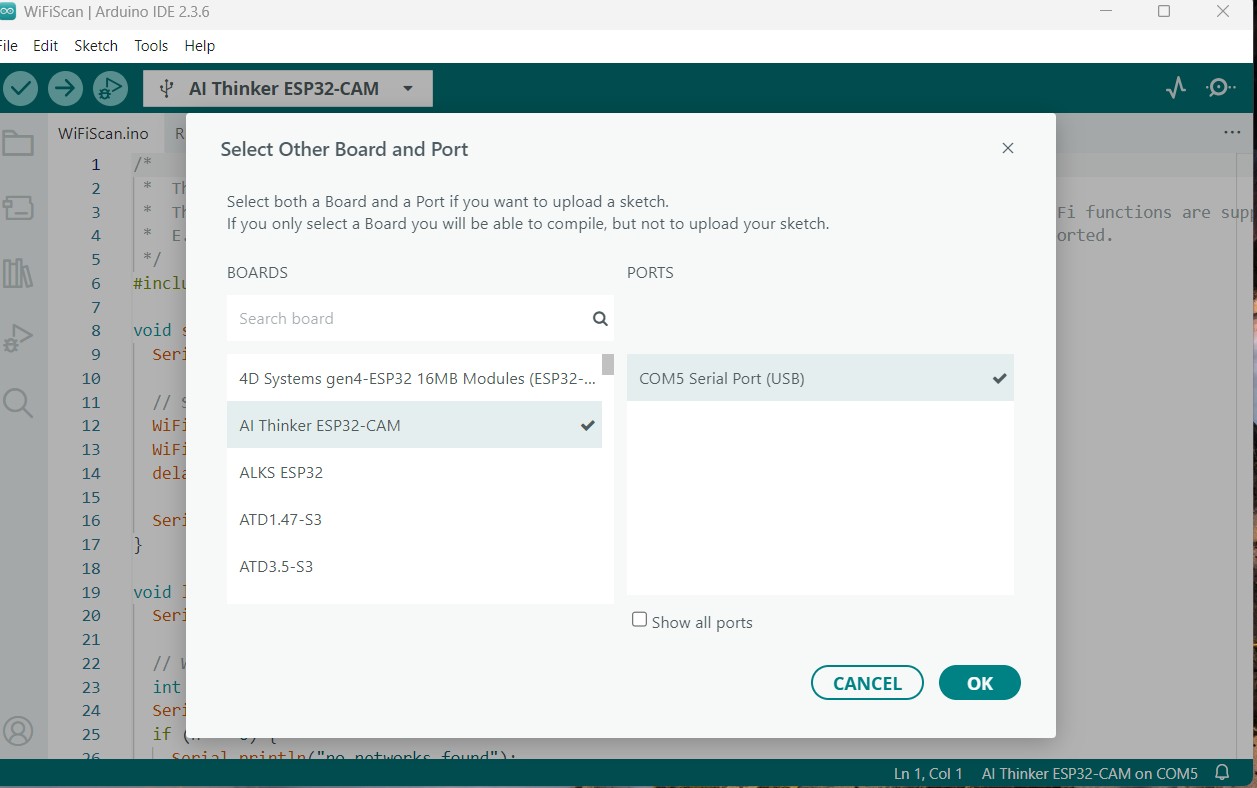 WiFiScan | Arduino IDE 2.3.6
File Edit Sketch Tools Help
AI Thinker ESP32-CAM
WiFiScan.ino R
Select Other Board and Port
Select both a Board and a Port if you want to upload a sketch.
If you only select a Board you will be able to compile, but not to upload your sketch.
BOARDS
Search board
4D Systems gen4-ESP32 16MB Modules (ESP32-...
AI Thinker ESP32-CAM
ALKS ESP32
ATD1.47-S3
ATD3.5-S3
PORTS
COM5 Serial Port (USB)
Show all ports
CANCEL OK
1 /*
2 * Th
3 * Th Fi functions are supp
4 * E. orted.
5 */
6 #inclu
7
8 void s
9 Seri
10
11 // S
12 WiFi
13 WiFi
14 dela
15
16 Seri
17 }
18
19 void l
20 Seri
21
22 // W
23 int
24 Seri
25 if (
26 Serial.println("no networks found");
Ln 1, Col 1 AI Thinker ESP32-CAM on COM5